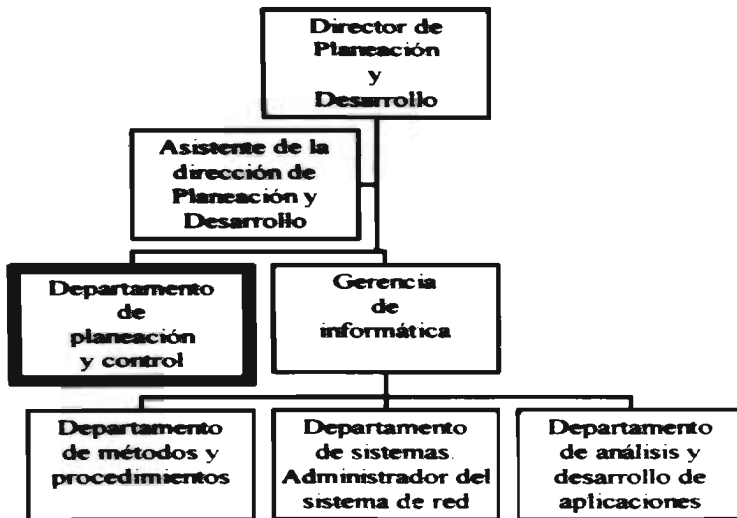 Director de
Planeación
y
Desarrollo
Asistente de la
dirección de
Planeación y
Desarrollo
Departamento
de
planeación
y control
Gerencia
de
informática
Departamento
de métodos y
procedimientos
Departamento
de sistemas.
Administrador del
sistema de red
Departamento
de análisis y
desarrollo de
aplicaciones